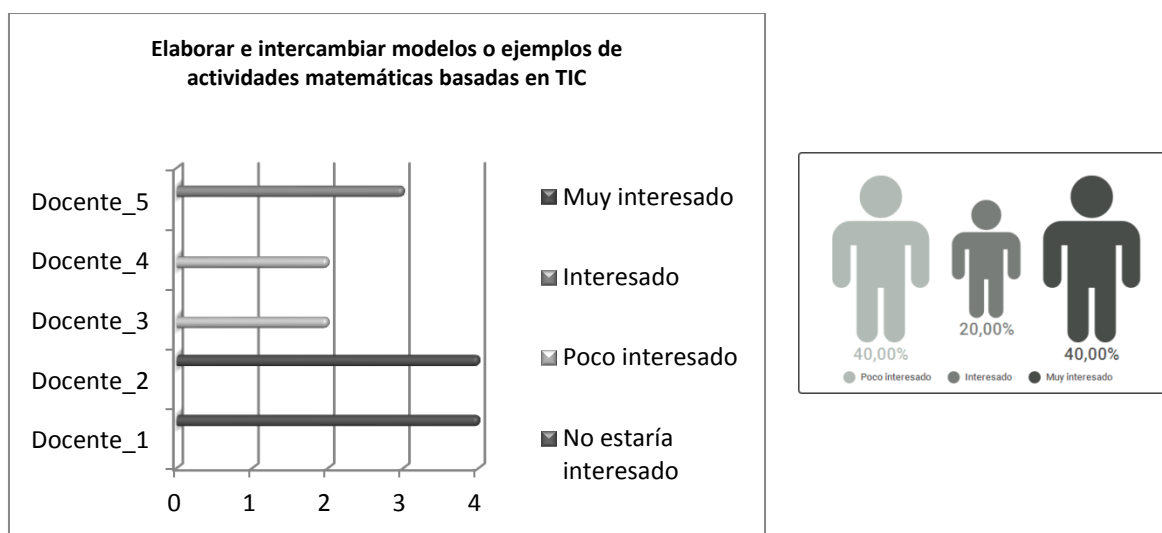 Elaborar e intercambiar modelos o ejemplos de
actividades matemáticas basadas en TIC
Docente_5
Docente_4
Docente_3
Docente_2
Docente_1
0 1 2 3 4
Muy interesado
Interesado
Poco interesado
No estaría
interesado
40,00% 20,00% 40,00%
Poco interesado Interesado Muy interesado